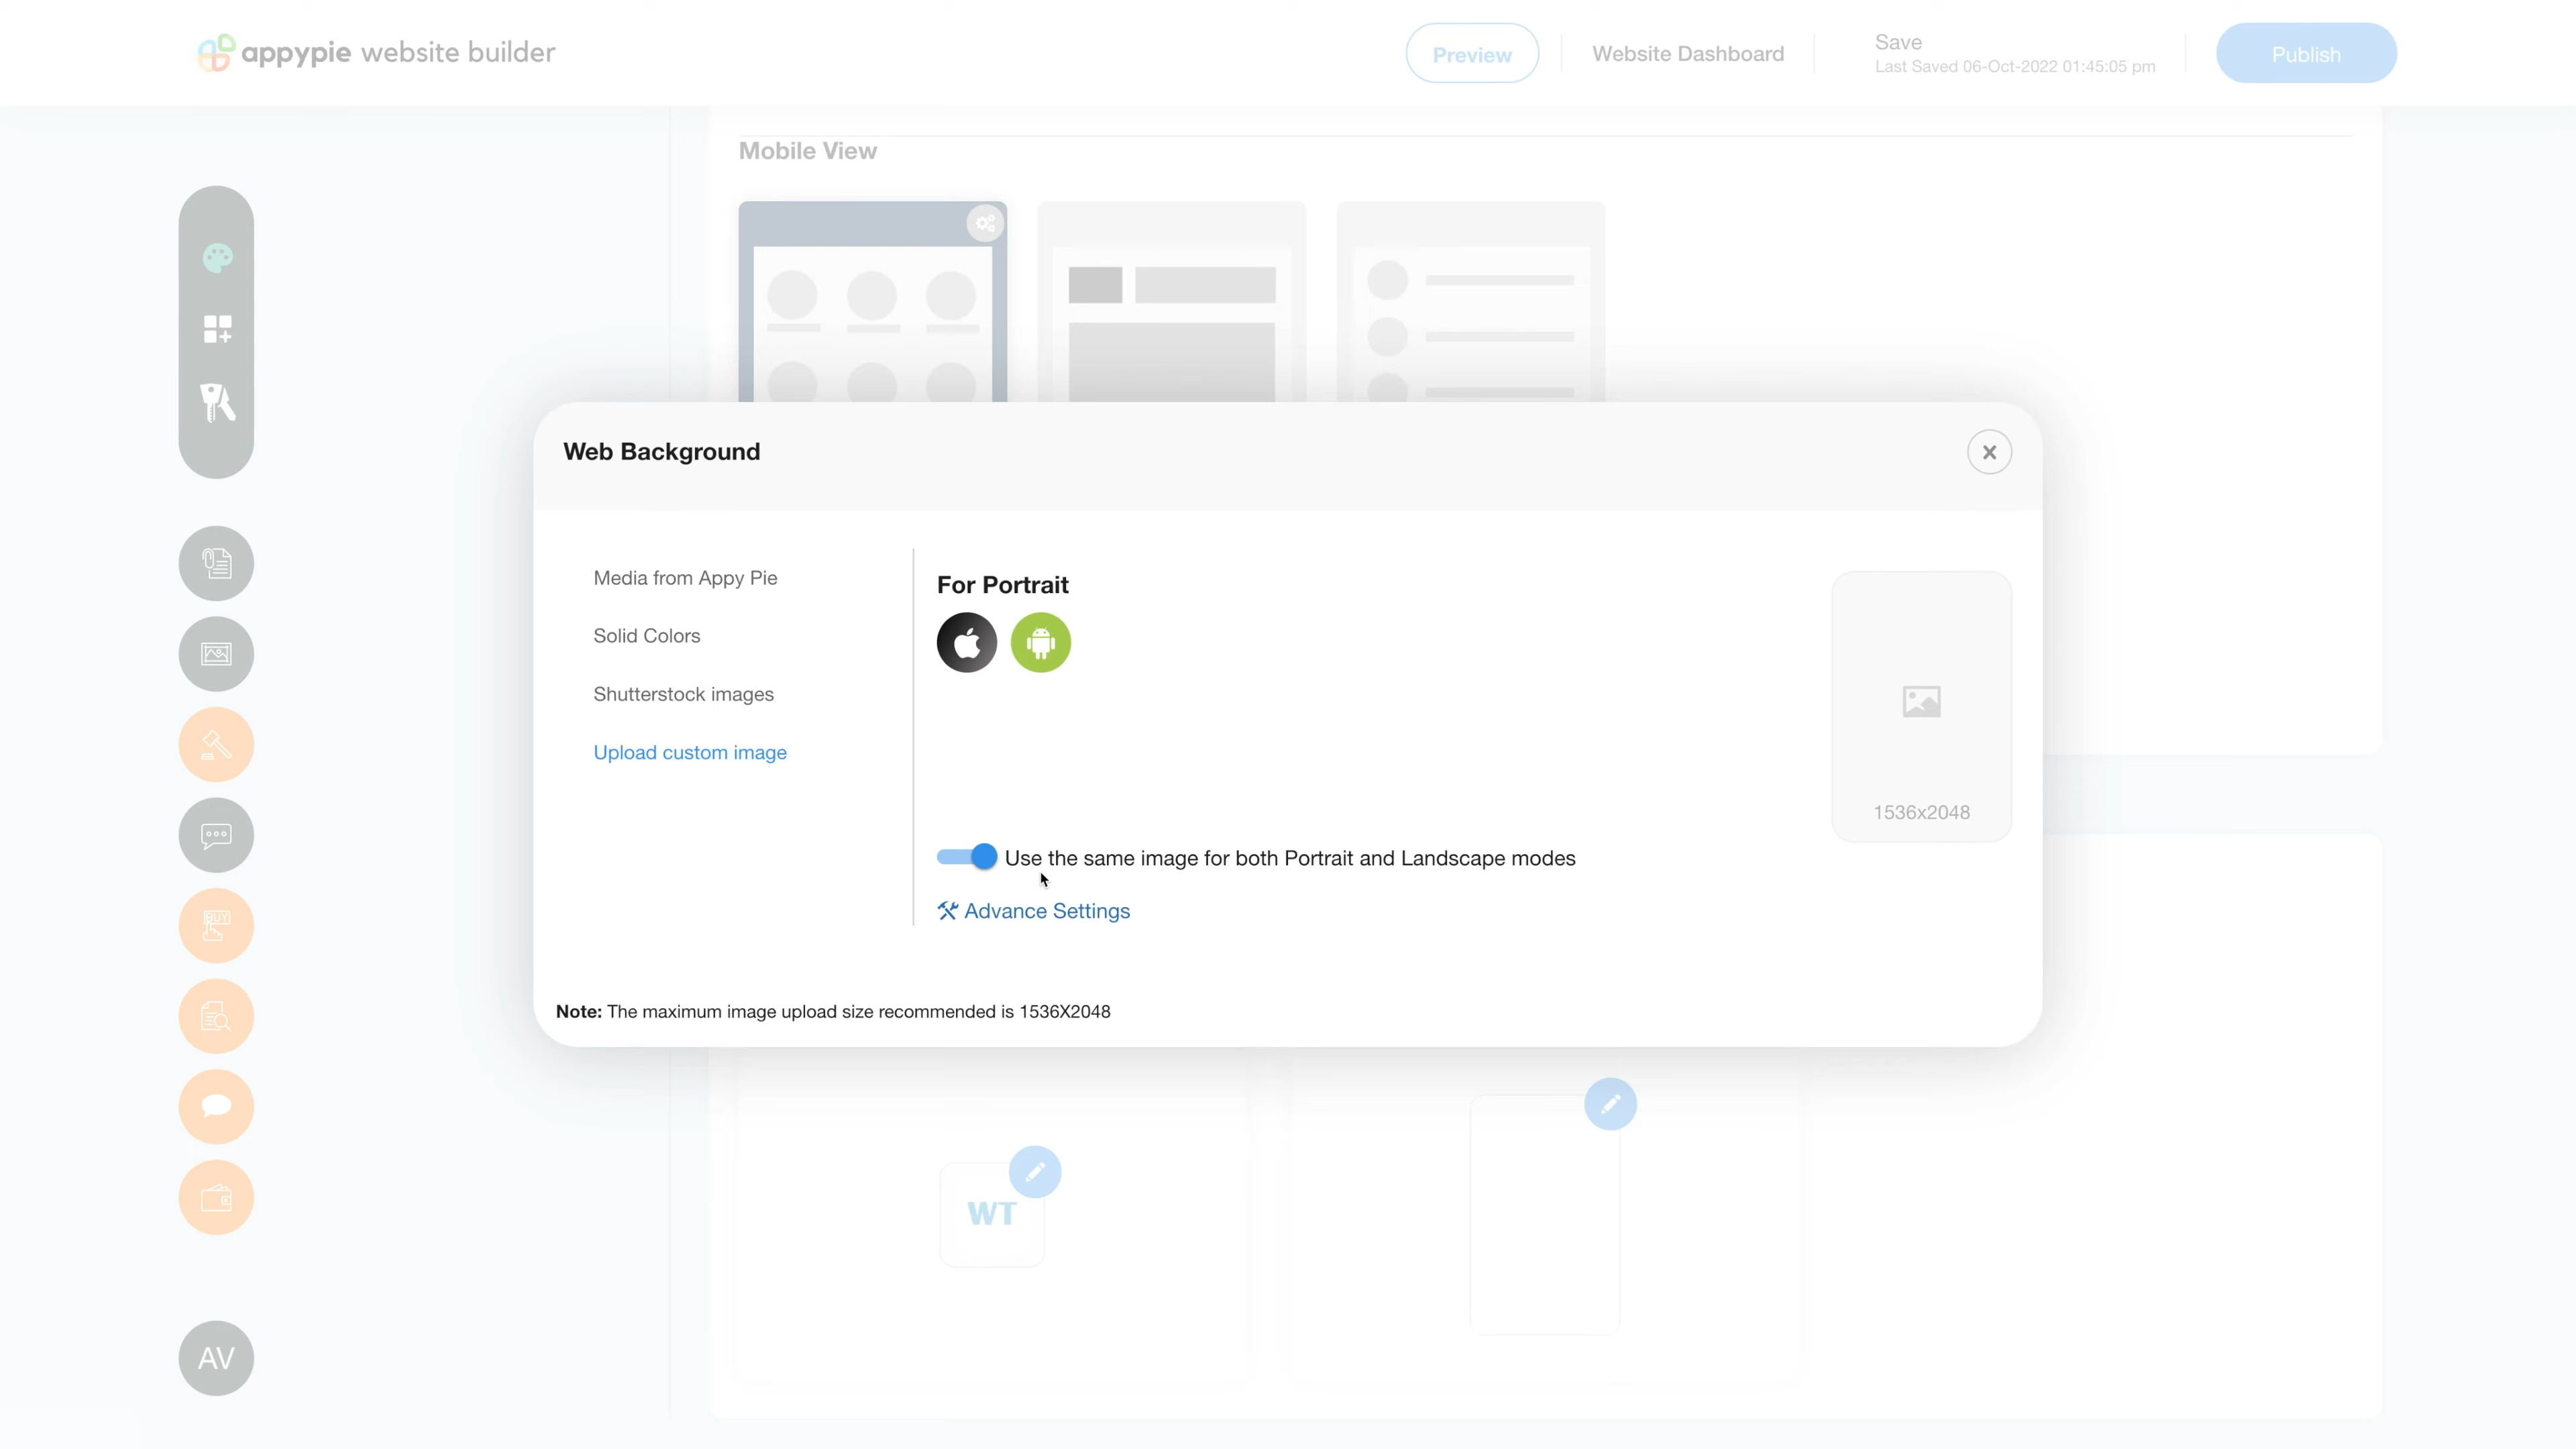 appypie website builder
Preview
Website Dashboard
Save
Last Saved 06-Oct-2022 01:45:05 pm
Publish
Mobile View
Web Background
Media from Appy Pie
Solid Colors
Shutterstock images
Upload custom image
For Portrait
1536x2048
Use the same image for both Portrait and Landscape modes
Advance Settings
Note: The maximum image upload size recommended is 1536X2048
BUY
WT
AV